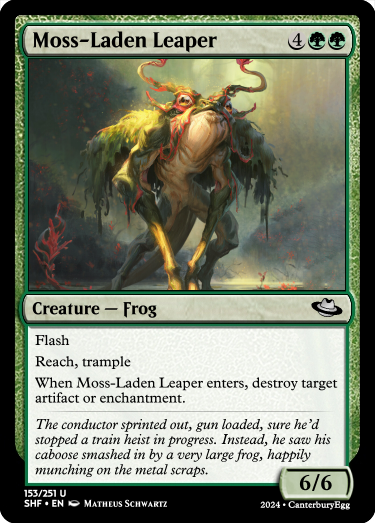 Moss-Laden Leaper 4
Creature — Frog
Flash
Reach, trample
When Moss-Laden Leaper enters, destroy target
artifact or enchantment.
The conductor sprinted out, gun loaded, sure he'd
stopped a train heist in progress. Instead, he saw his
caboose smashed in by a very large frog, happily
munching on the metal scraps.
6/6
153/251 U
SHF • EN Matheus Schwartz
2024 • CanterburyEgg